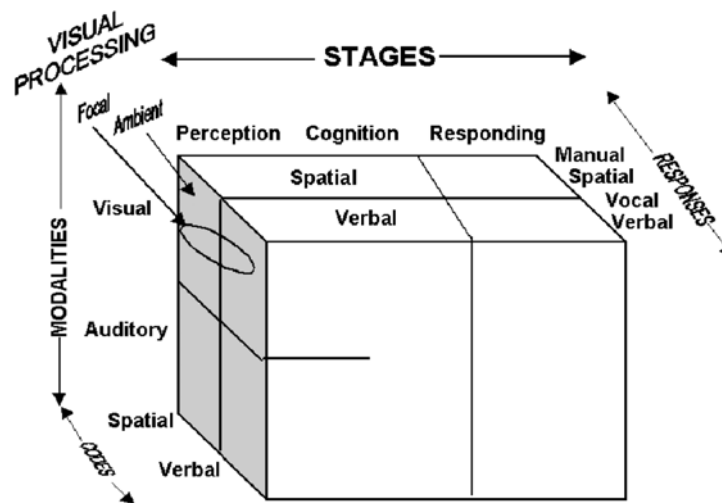 VISUAL
PROCESSING
STAGES
Focal
Ambient
Perception Cognition Responding
Spatial
Manual
Spatial
Vocal
Verbal
RESPONSES
Visual
Verbal
MODALITIES
Auditory
Spatial
Verbal
CODES